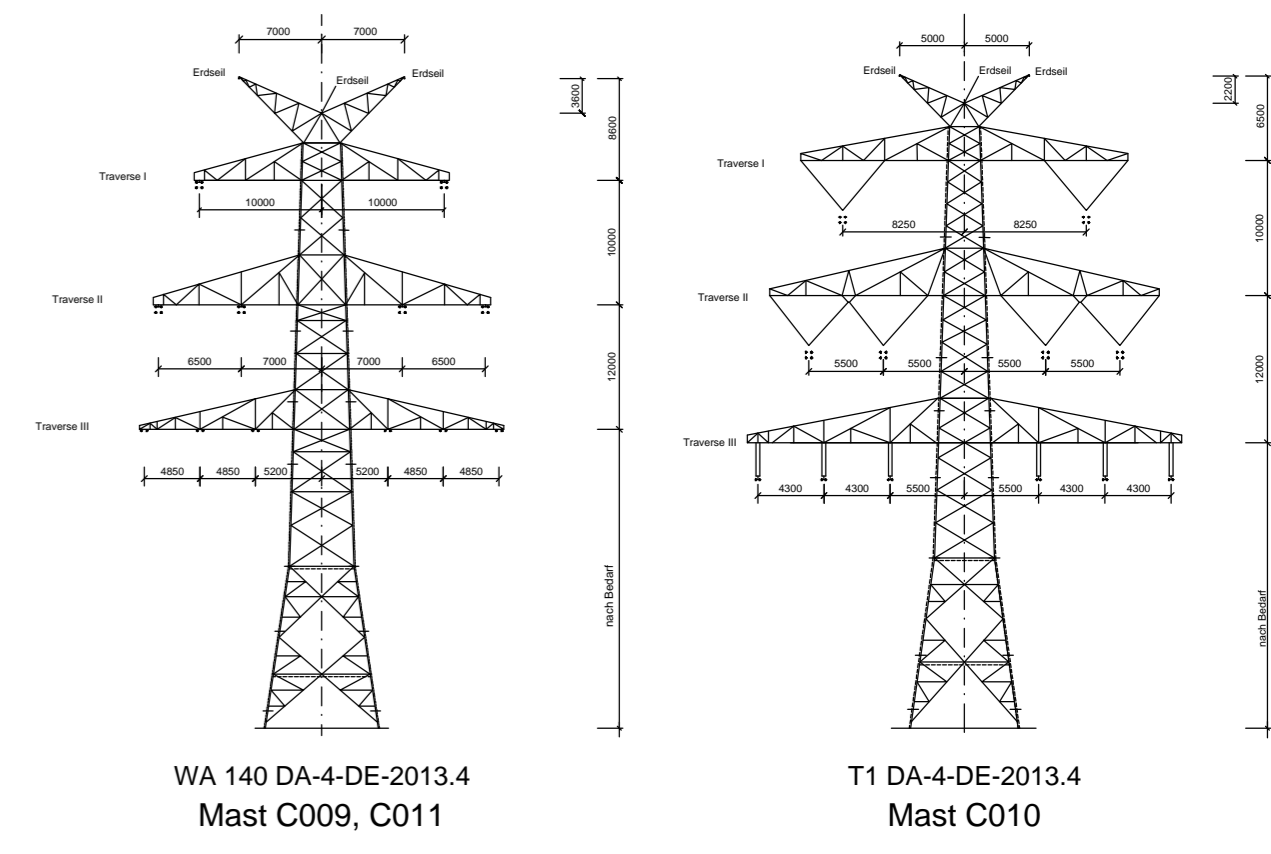 7000 7000
Erdseil
Erdseil
Erdseil
3600
8600
Traverse I
10000 10000
10000
Traverse II
6500 7000 7000 6500
12000
Traverse III
4850 4850 5200 5200 4850 4850
nach Bedarf
WA 140 DA-4-DE-2013.4
Mast C009, C011
5000 5000
Erdseil
Erdseil
Erdseil
2200
6500
Traverse I
8250 8250
10000
Traverse II
5500 5500 5500 5500
12000
Traverse III
4300 4300 5500 5500 4300 4300
nach Bedarf
T1 DA-4-DE-2013.4
Mast C010